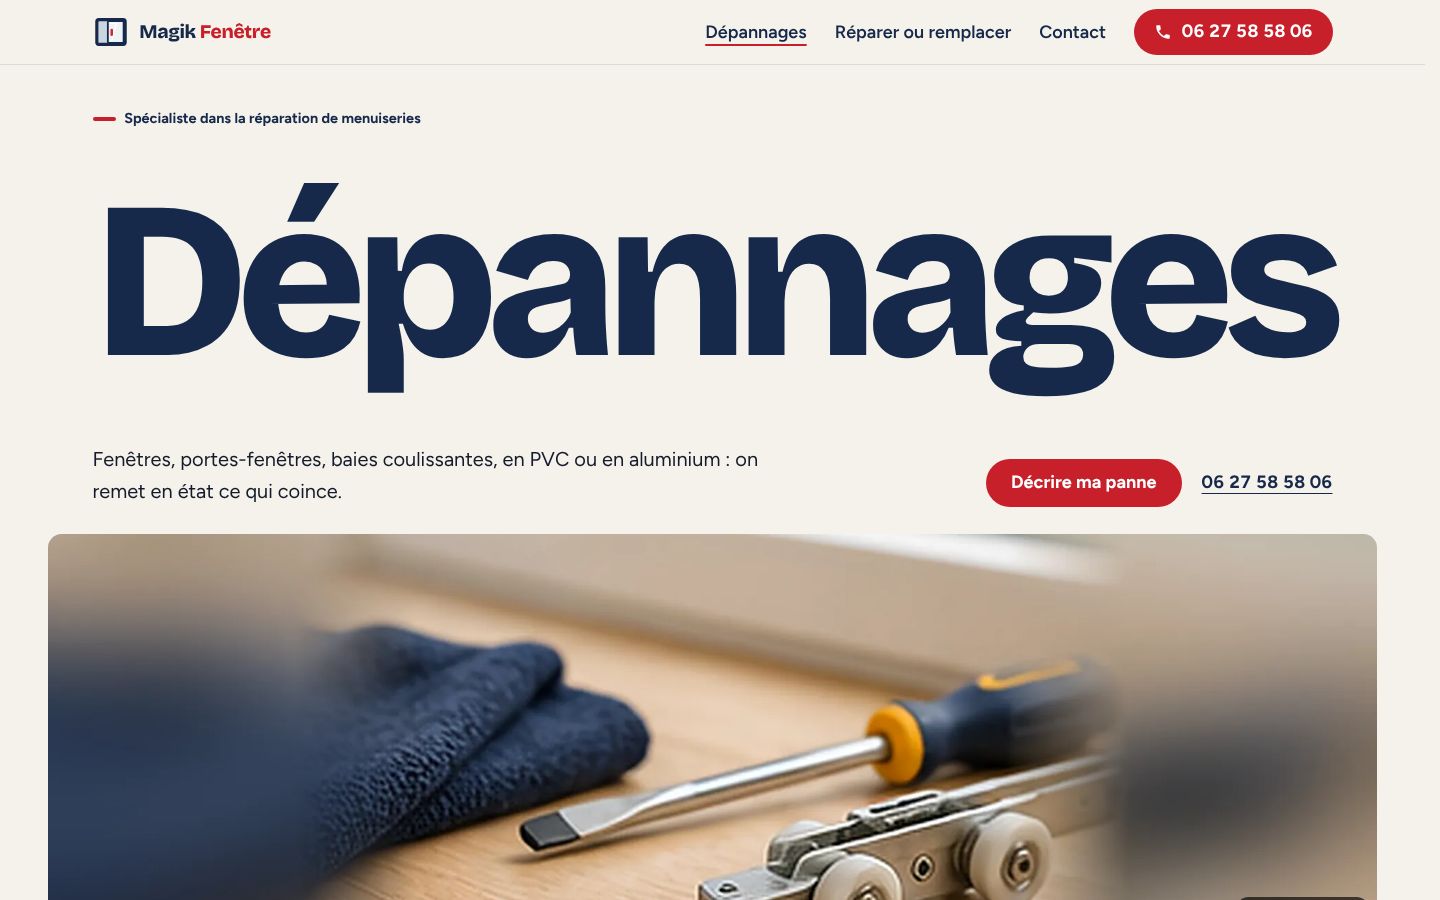 Magik Fenêtre
Dépannages
Réparer ou remplacer
Contact
06 27 58 58 06
Spécialiste dans la réparation de menuiseries
Dépannages
Fenêtres, portes-fenêtres, baies coulissantes, en PVC ou en aluminium : on
remet en état ce qui coince.
Décrire ma panne
06 27 58 58 06